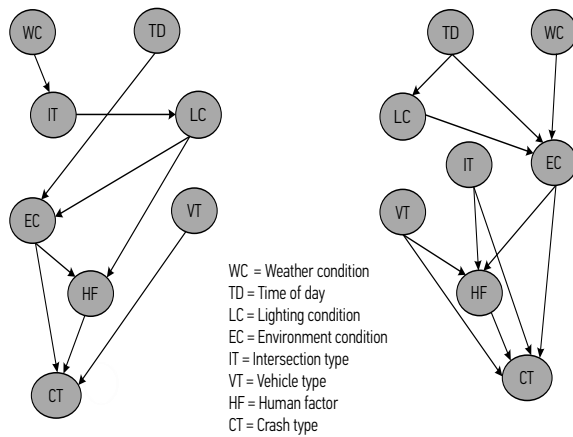 WC
TD
IT
LC
EC
VT
HF
CT
TD
WC
LC
IT
EC
VT
HF
CT
WC = Weather condition
TD = Time of day
LC = Lighting condition
EC = Environment condition
IT = Intersection type
VT = Vehicle type
HF = Human factor
CT = Crash type